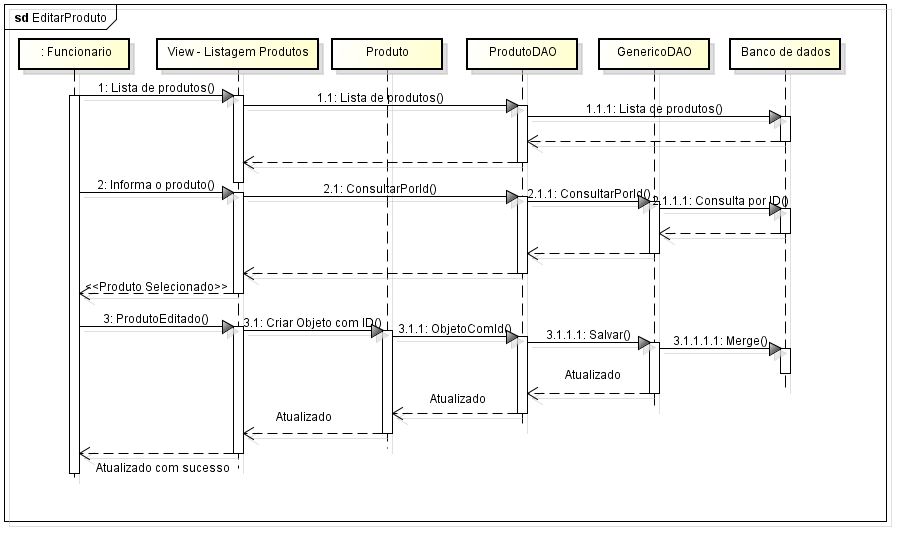 sd EditarProduto
: Funcionario
View - Listagem Produtos
Produto
ProdutoDAO
GenericoDAO
Banco de dados
1: Lista de produtos()
1.1: Lista de produtos()
1.1.1: Lista de produtos()
2: Informa o produto()
2.1: ConsultarPorId()
2.1.1: ConsultarPorId()
2.1.1.1: Consulta por ID()
<<Produto Selecionado>>
3: ProdutoEditado()
3.1: Criar Objeto com ID()
3.1.1: ObjetoComId()
3.1.1.1: Salvar()
3.1.1.1.1: Merge()
Atualizado
Atualizado
Atualizado
Atualizado com sucesso